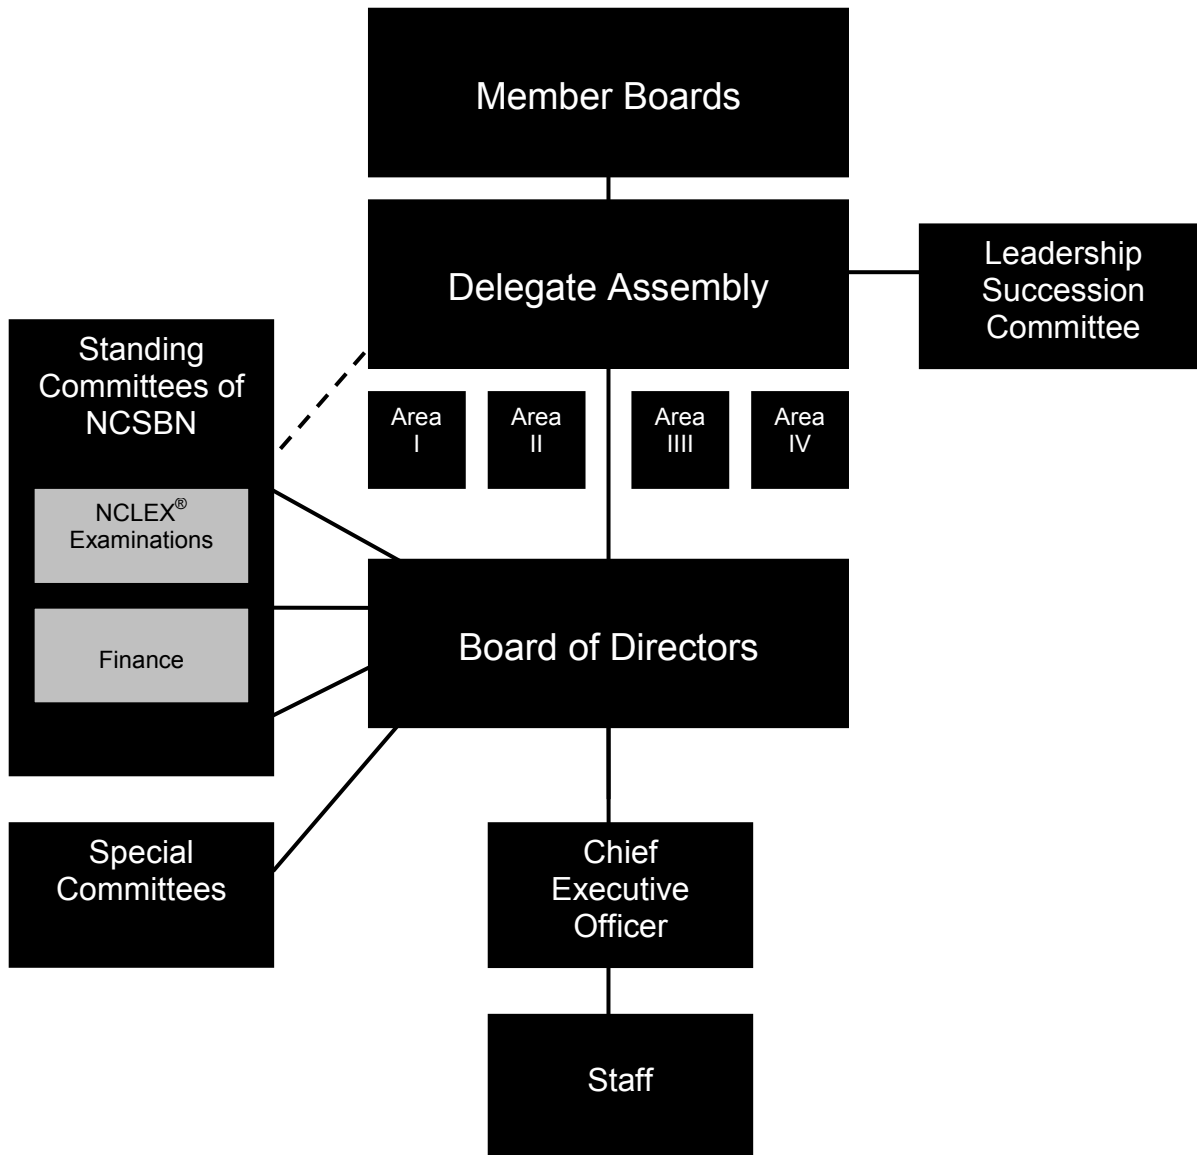 Member Boards
Delegate Assembly
Leadership
Succession
Committee
Standing
Committees of
NCSBN
NCLEX®
Examinations
Finance
Area
I
Area
II
Area
IIII
Area
IV
Board of Directors
Special
Committees
Chief
Executive
Officer
Staff